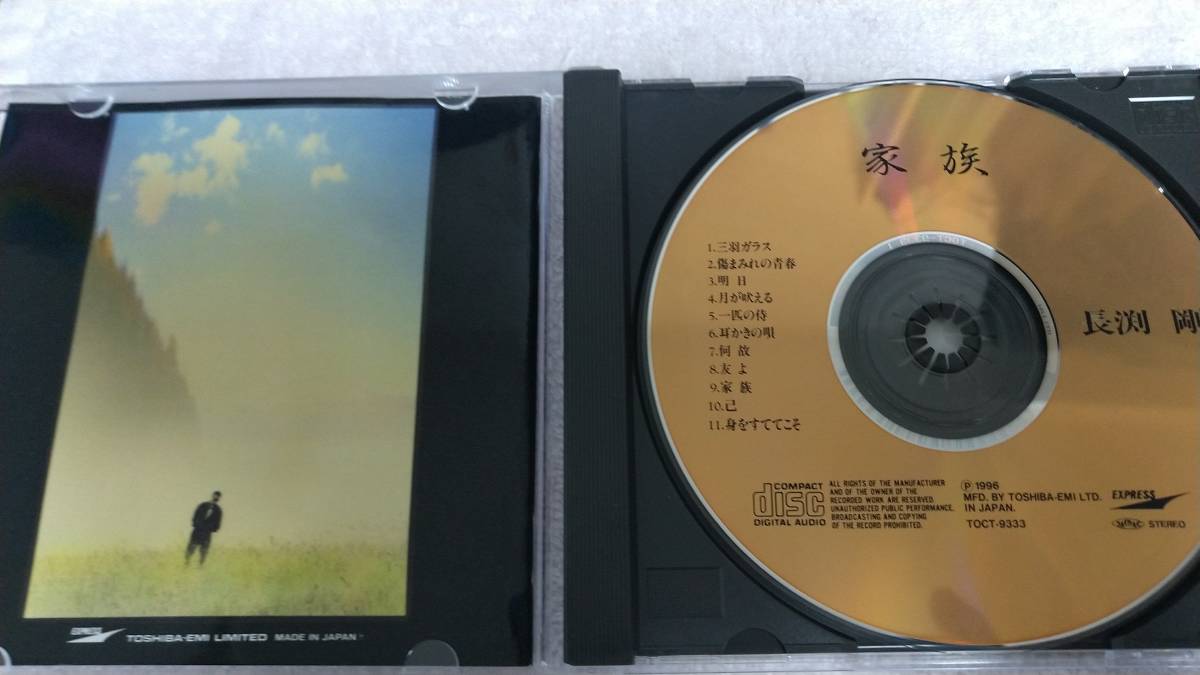 EXPRESS
TOSHIBA-EMI LIMITED MADE IN JAPAN
家族
1.三羽ガラス
2.傷まみれの青春
3.明日
4.月が吠える
5.一匹の侍
6.耳かきの唄
7.何故
8.友よ
9.家族
10.己
11.身をすててこそ
長渕 剛
COMPACT
disc
DIGITAL AUDIO
ALL RIGHTS OF THE MANUFACTURER
AND OF THE OWNER OF THE
RECORDED WORK ARE RESERVED.
UNAUTHORIZED PUBLIC PERFORMANCE,
BROADCASTING AND COPYING
OF THE RECORD PROHIBITED.
Ⓟ 1996
MFD. BY TOSHIBA-EMI LTD.
IN JAPAN.
TOCT-9333
EXPRESS
STEREO